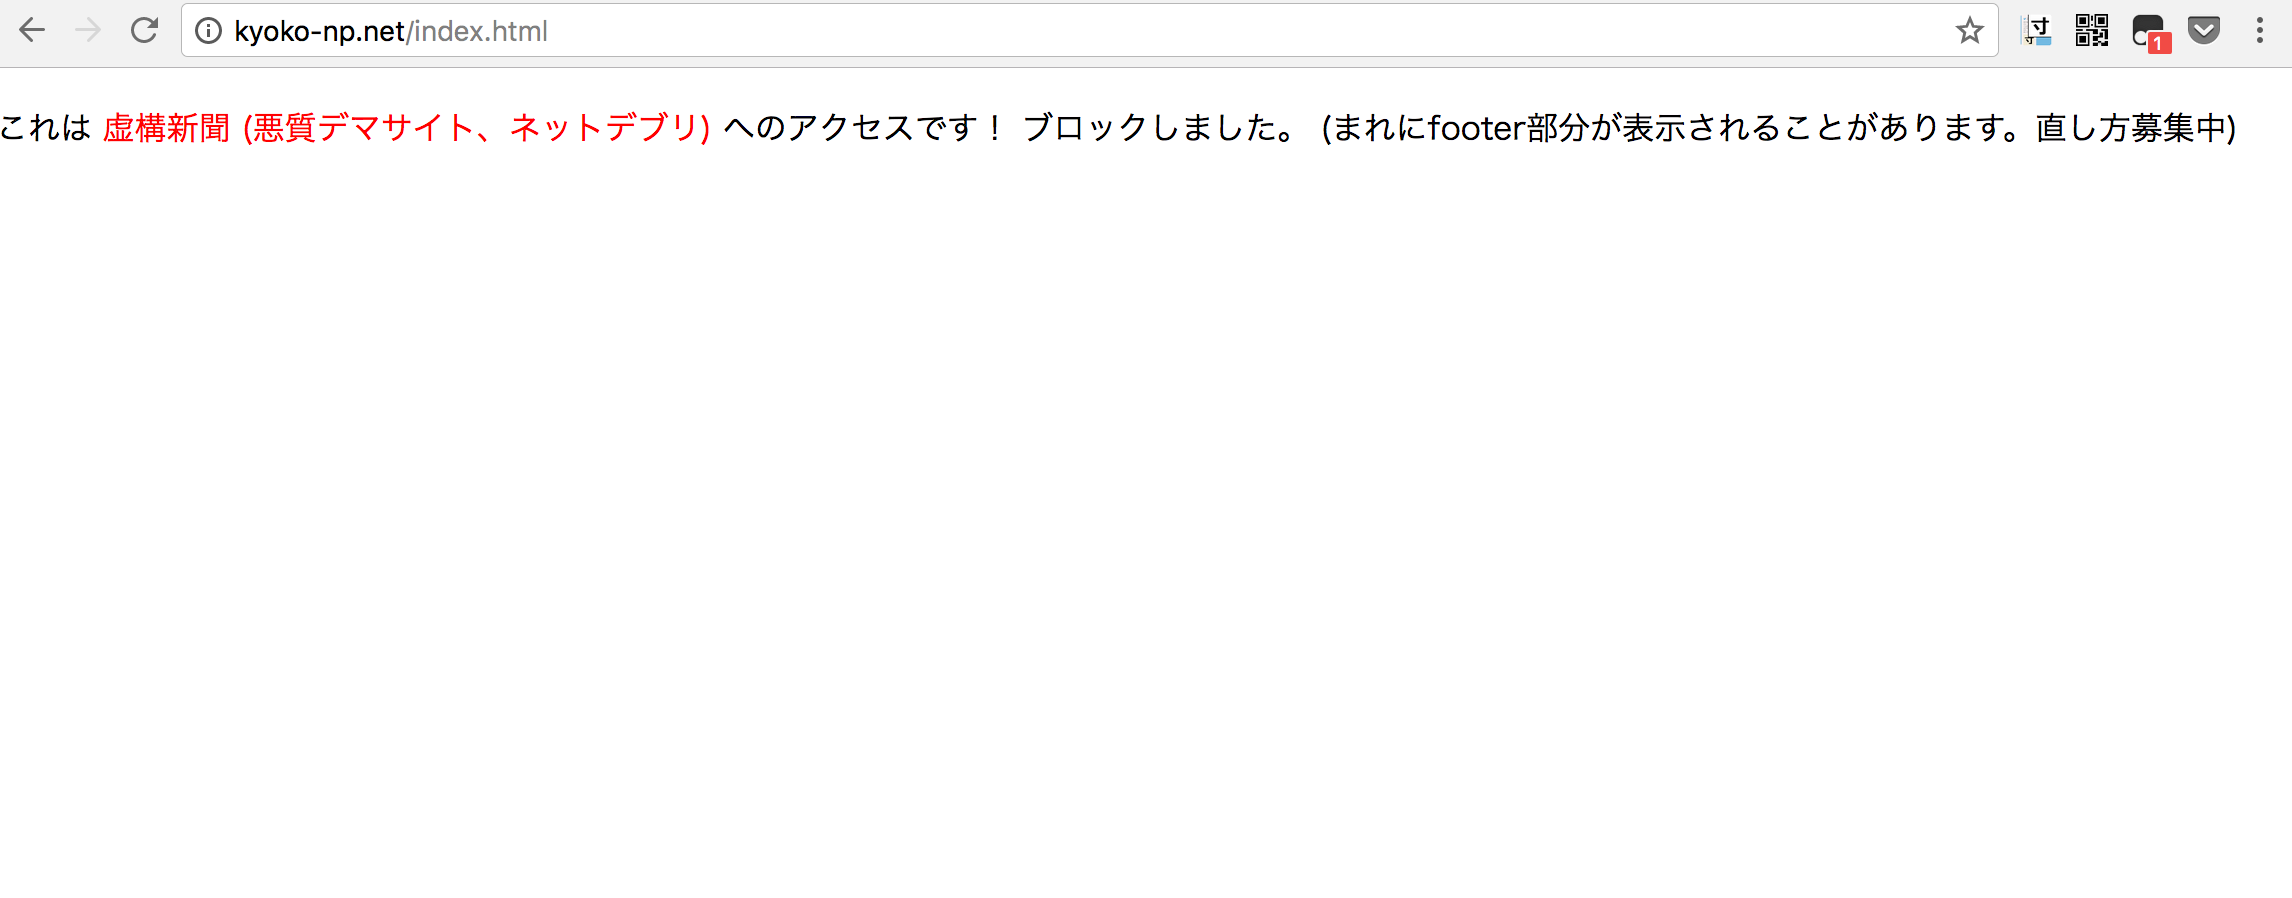 kyoko-np.net/index.html
寸
寸
1
これは 虚構新聞 (悪質デマサイト、ネットデブリ) へのアクセスです！ ブロックしました。 (まれにfooter部分が表示されることがあります。直し方募集中)